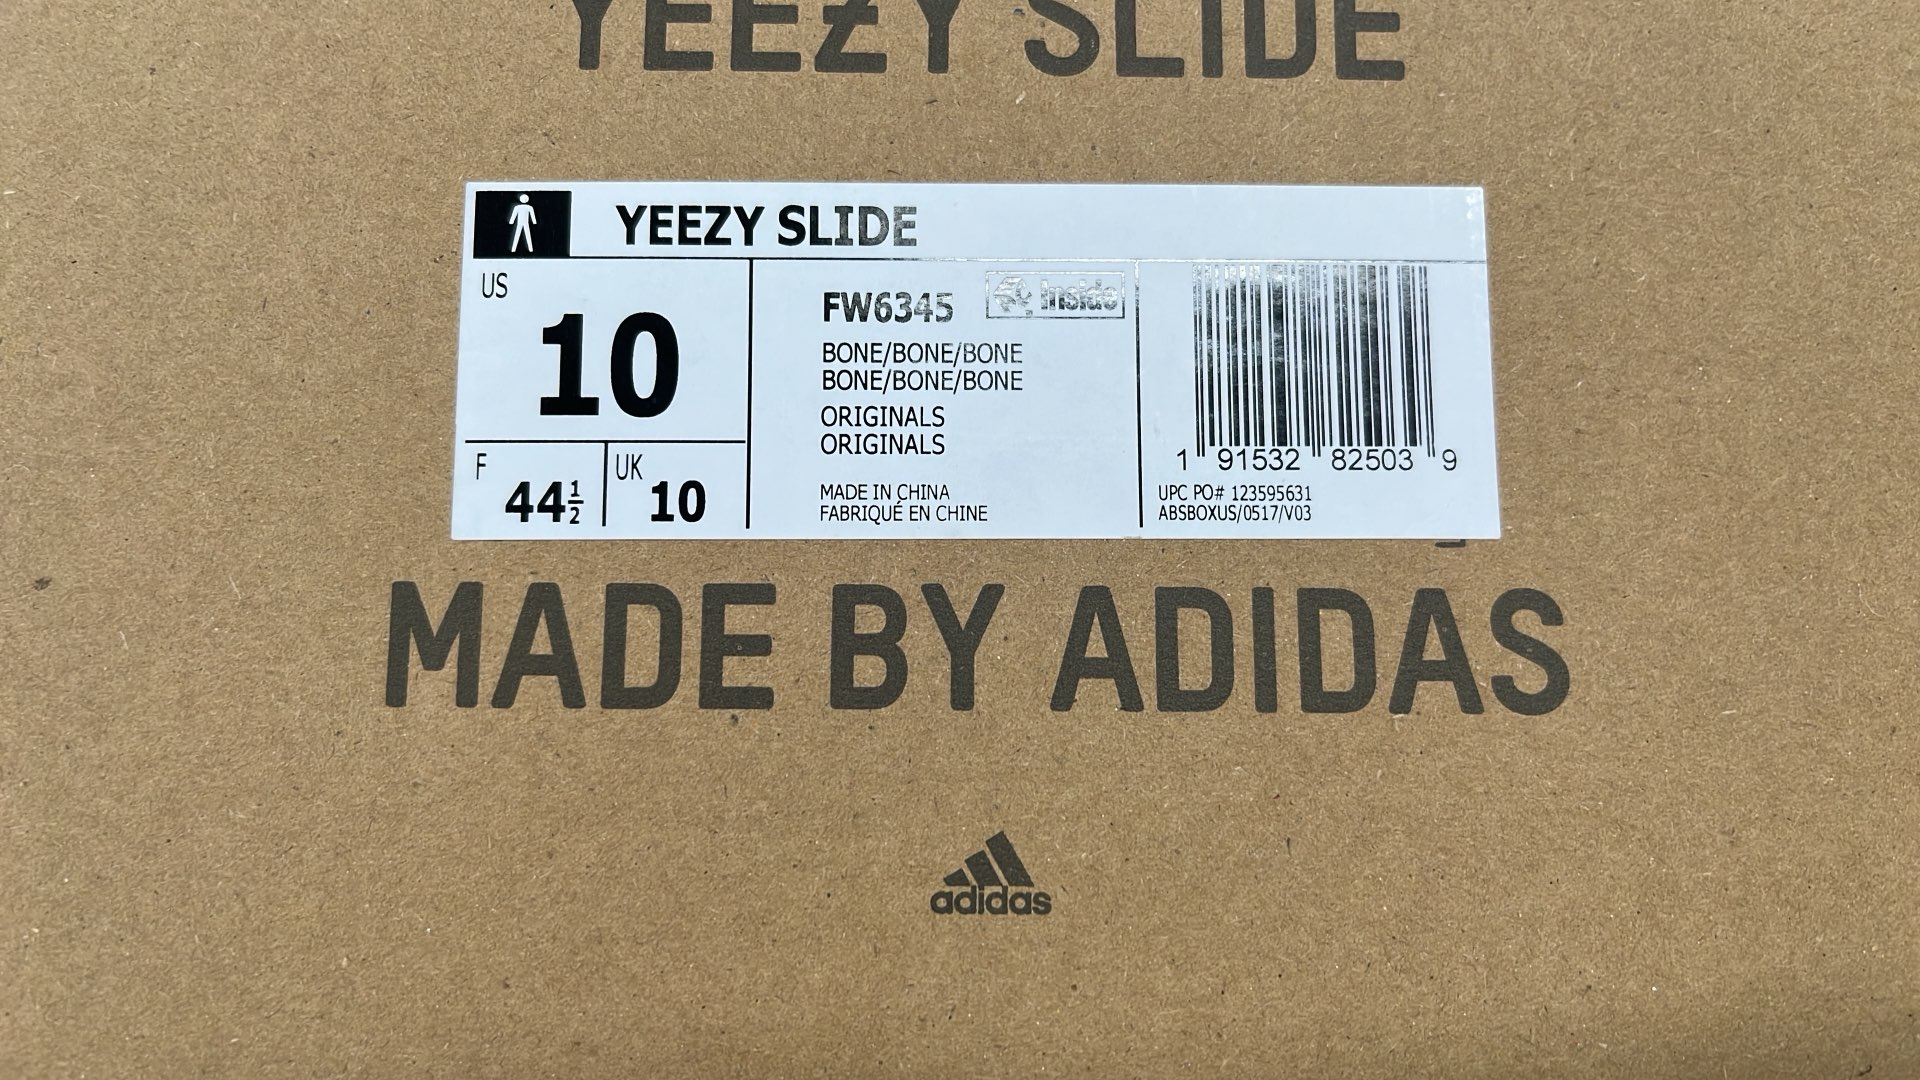 YEEZY SLIDE
YEEZY SLIDE
US
10
F
44½
UK
10
FW6345
Inside
BONE/BONE/BONE
BONE/BONE/BONE
ORIGINALS
ORIGINALS
MADE IN CHINA
FABRIQUÉ EN CHINE
1 91532 82503 9
UPC PO# 123595631
ABSBOXUS/0517/V03
MADE BY ADIDAS
adidas